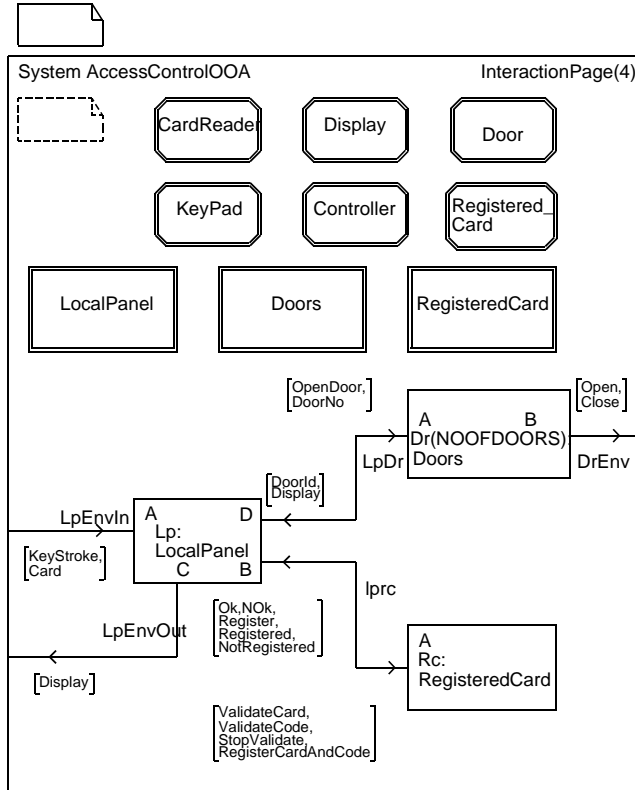 System AccessControlOOA
InteractionPage(4)
CardReader
Display
Door
KeyPad
Controller
Registered_
Card
LocalPanel
Doors
RegisteredCard
OpenDoor,
DoorNo
Open,
Close
A B
Dr(NOOFDOORS):
Doors
LpDr
DrEnv
DoorId,
Display
LpEnvIn
A D
Lp:
LocalPanel
C B
KeyStroke,
Card
lprc
LpEnvOut
Ok,NOk,
Register,
Registered,
NotRegistered
A
Rc:
RegisteredCard
Display
ValidateCard,
ValidateCode,
StopValidate,
RegisterCardAndCode